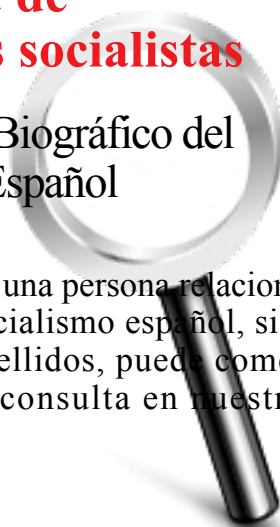 a de
s socialistas
Biográfico del
Español
una persona relacion
cialismo español, si
ellidos, puede come
consulta en nuestr